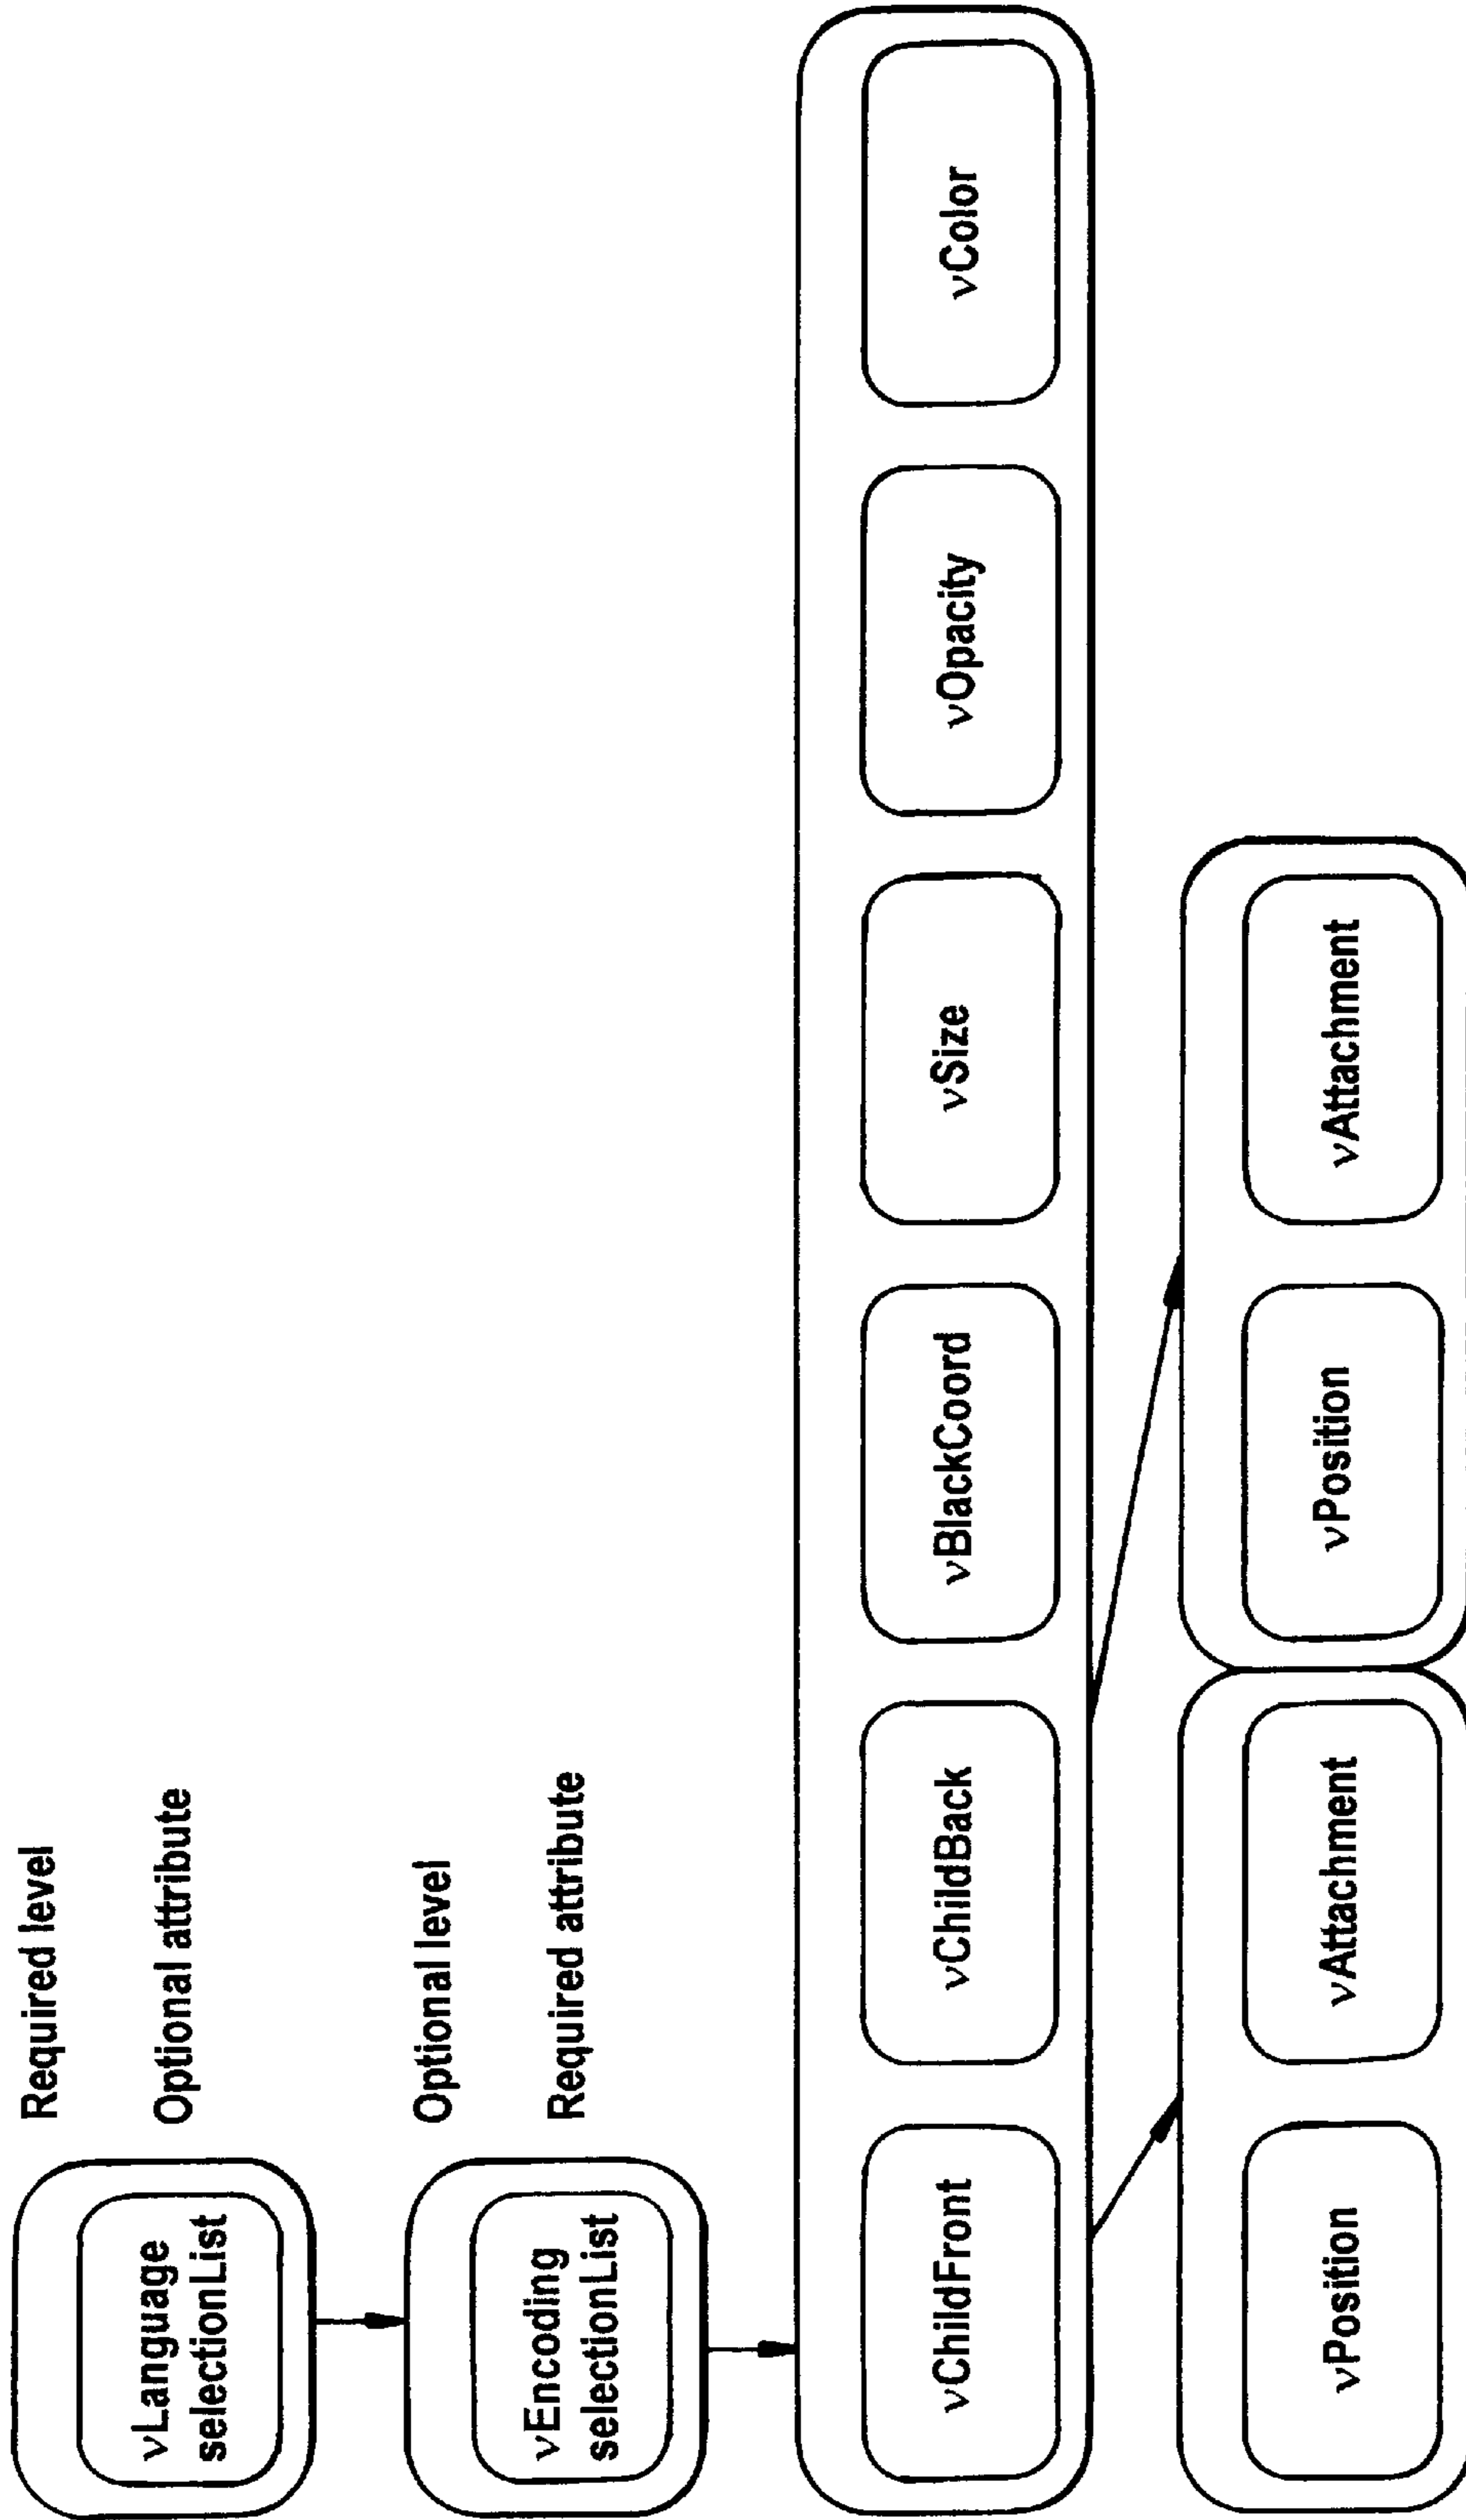 Required level
Optional attribute
vLanguage
selectionList
Optional level
Required attribute
vEncoding
selectionList
vChildFront
vChildBack
vBlackCoord
vSize
vOpacity
vColor
vPosition
vAttachment
vPosition
vAttachment